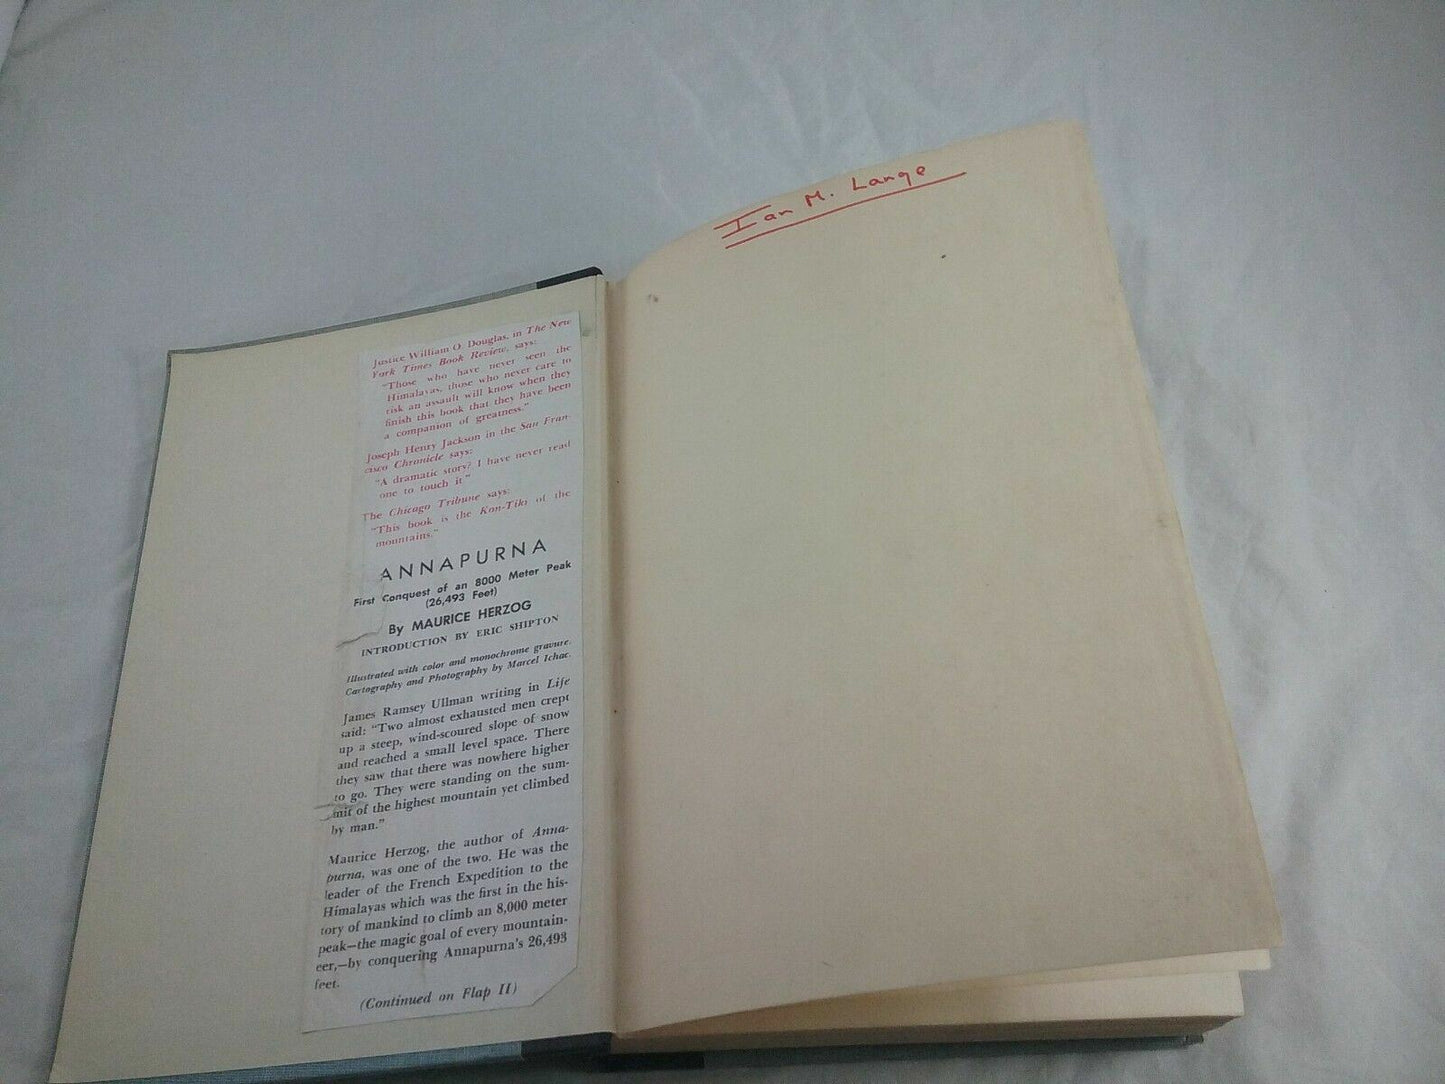 Justice William O. Douglas, in The New
York Times Book Review, says:
"Those who have never seen the
Himalayas, those who never care to
risk an assault will know when they
finish this book that they have been
a companion of greatness."
Joseph Henry Jackson in the San Fran-
cisco Chronicle says:
"A dramatic story? I have never read
one to touch it"
The Chicago Tribune says:
"This book is the Kon-Tiki of the
mountains."
ANNAPURNA
First Conquest of an 8000 Meter Peak
(26,493 Feet)
By MAURICE HERZOG
INTRODUCTION BY ERIC SHIPTON
Illustrated with color and monochrome gravure.
Cartography and Photography by Marcel Ichac.
James Ramsey Ullman writing in Life
said: "Two almost exhausted men crept
up a steep, wind-scoured slope of snow
and reached a small level space. There
they saw that there was nowhere higher
to go. They were standing on the sum-
mit of the highest mountain yet climbed
by man."
Maurice Herzog, the author of Anna-
purna, was one of the two. He was the
leader of the French Expedition to the
Himalayas which was the first in the his-
tory of mankind to climb an 8,000 meter
peak—the magic goal of every mountain-
eer,—by conquering Annapurna's 26,493
feet.
(Continued on Flap II)
Ian M. Lange